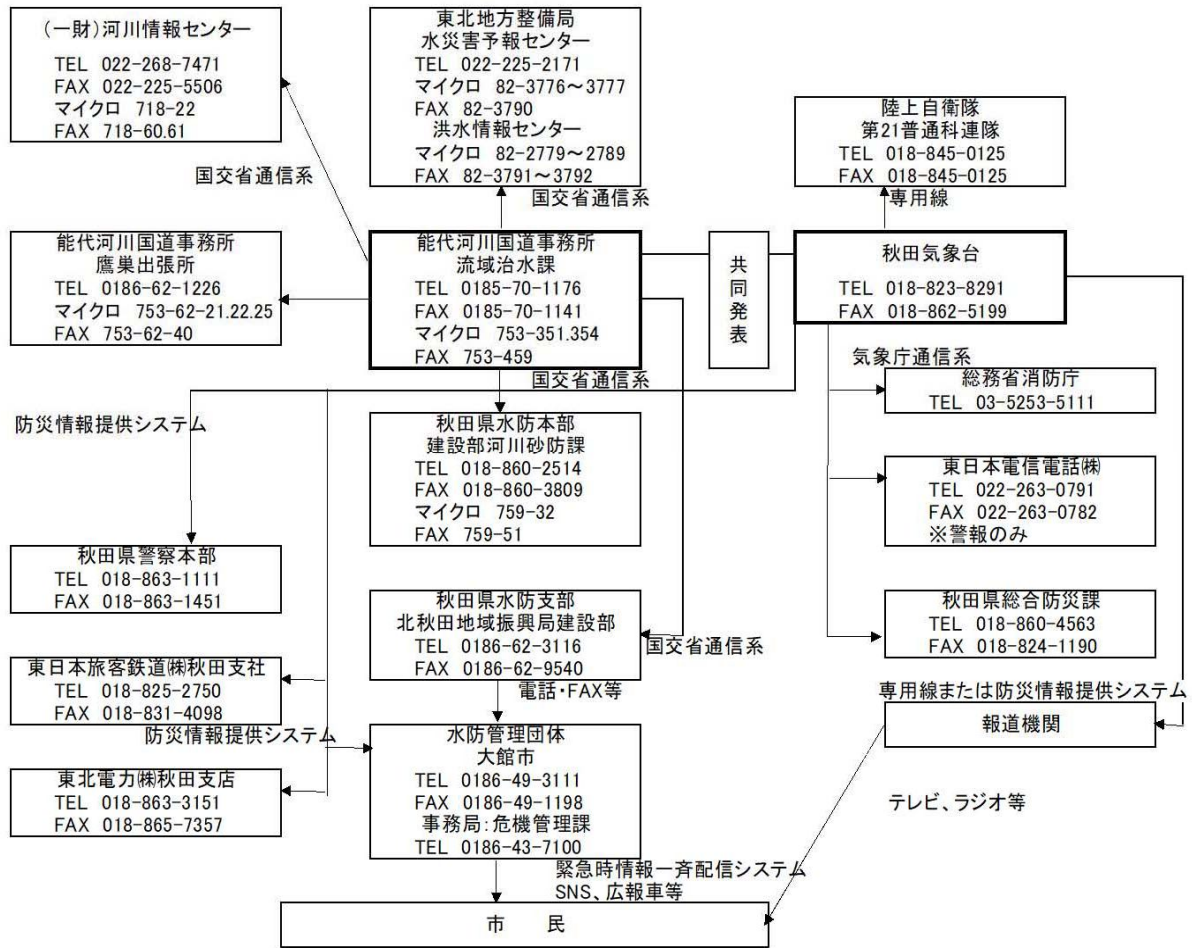 (一財)河川情報センター
TEL 022-268-7471
FAX 022-225-5506
マイクロ 718-22
FAX 718-60.61
東北地方整備局
水災害予報センター
TEL 022-225-2171
マイクロ 82-3776～3777
FAX 82-3790
洪水情報センター
マイクロ 82-2779～2789
FAX 82-3791～3792
陸上自衛隊
第21普通科連隊
TEL 018-845-0125
FAX 018-845-0125
国交省通信系
国交省通信系
専用線
能代河川国道事務所
鷹巣出張所
TEL 0186-62-1226
マイクロ 753-62-21.22.25
FAX 753-62-40
能代河川国道事務所
流域治水課
TEL 0185-70-1176
FAX 0185-70-1141
マイクロ 753-351.354
FAX 753-459
共同発表
秋田気象台
TEL 018-823-8291
FAX 018-862-5199
国交省通信系
気象庁通信系
総務省消防庁
TEL 03-5253-5111
防災情報提供システム
秋田県水防本部
建設部河川砂防課
TEL 018-860-2514
FAX 018-860-3809
マイクロ 759-32
FAX 759-51
東日本電信電話㈱
TEL 022-263-0791
FAX 022-263-0782
※警報のみ
秋田県警察本部
TEL 018-863-1111
FAX 018-863-1451
秋田県水防支部
北秋田地域振興局建設部
TEL 0186-62-3116
FAX 0186-62-9540
国交省通信系
秋田県総合防災課
TEL 018-860-4563
FAX 018-824-1190
東日本旅客鉄道㈱秋田支社
TEL 018-825-2750
FAX 018-831-4098
電話・FAX等
専用線または防災情報提供システム
報道機関
防災情報提供システム
水防管理団体
大館市
TEL 0186-49-3111
FAX 0186-49-1198
事務局:危機管理課
TEL 0186-43-7100
東北電力㈱秋田支店
TEL 018-863-3151
FAX 018-865-7357
テレビ、ラジオ等
緊急時情報一斉配信システム
SNS、広報車等
市 民